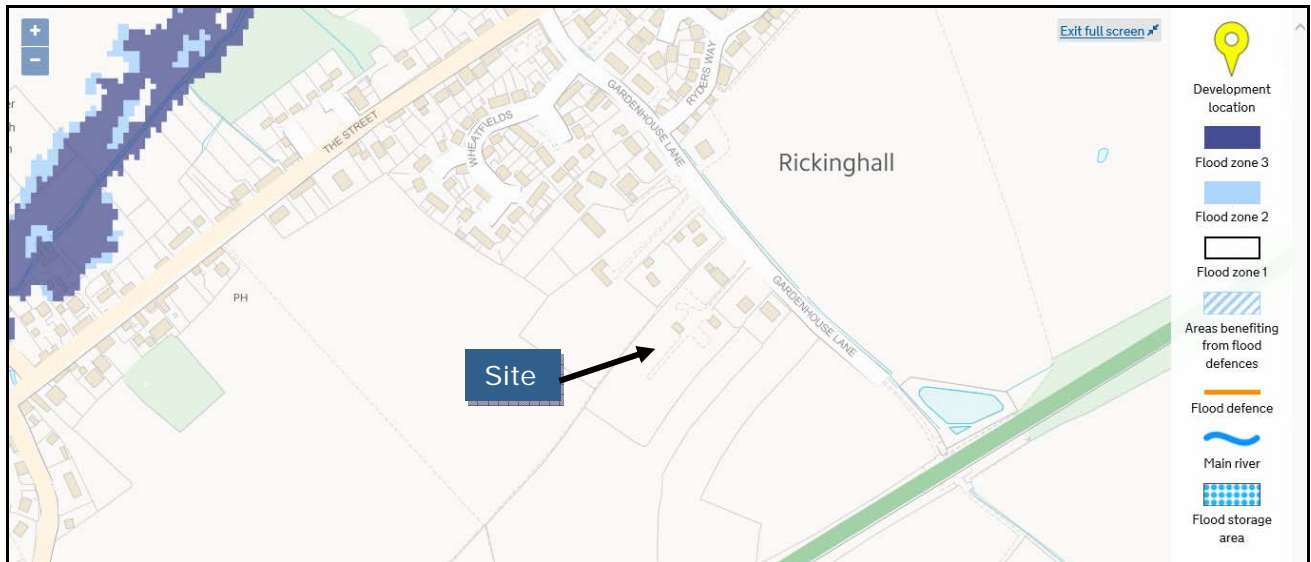 +
−
Exit full screen
Development
location
Flood zone 3
Flood zone 2
Flood zone 1
Areas benefiting
from flood
defences
Flood defence
Main river
Flood storage
area
THE STREET
WHEATFIELDS
GARDENHOUSE LANE
RYDERS WAY
Rickinghall
PH
GARDENHOUSE LANE
Site